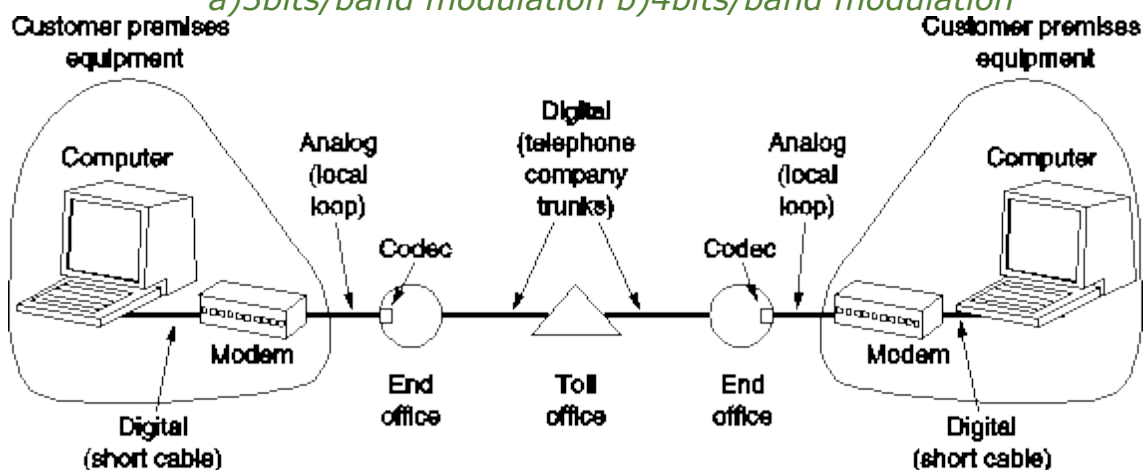 a)3bits/band modulation b)4bits/band modulation
Customer premises
equipment
Customer premises
equipment
Digital
(telephone
company
trunks)
Analog
(local
loop)
Analog
(local
loop)
Computer
Computer
Codec
Codec
Modem
Modem
End
office
Toll
office
End
office
Digital
(short cable)
Digital
(short cable)